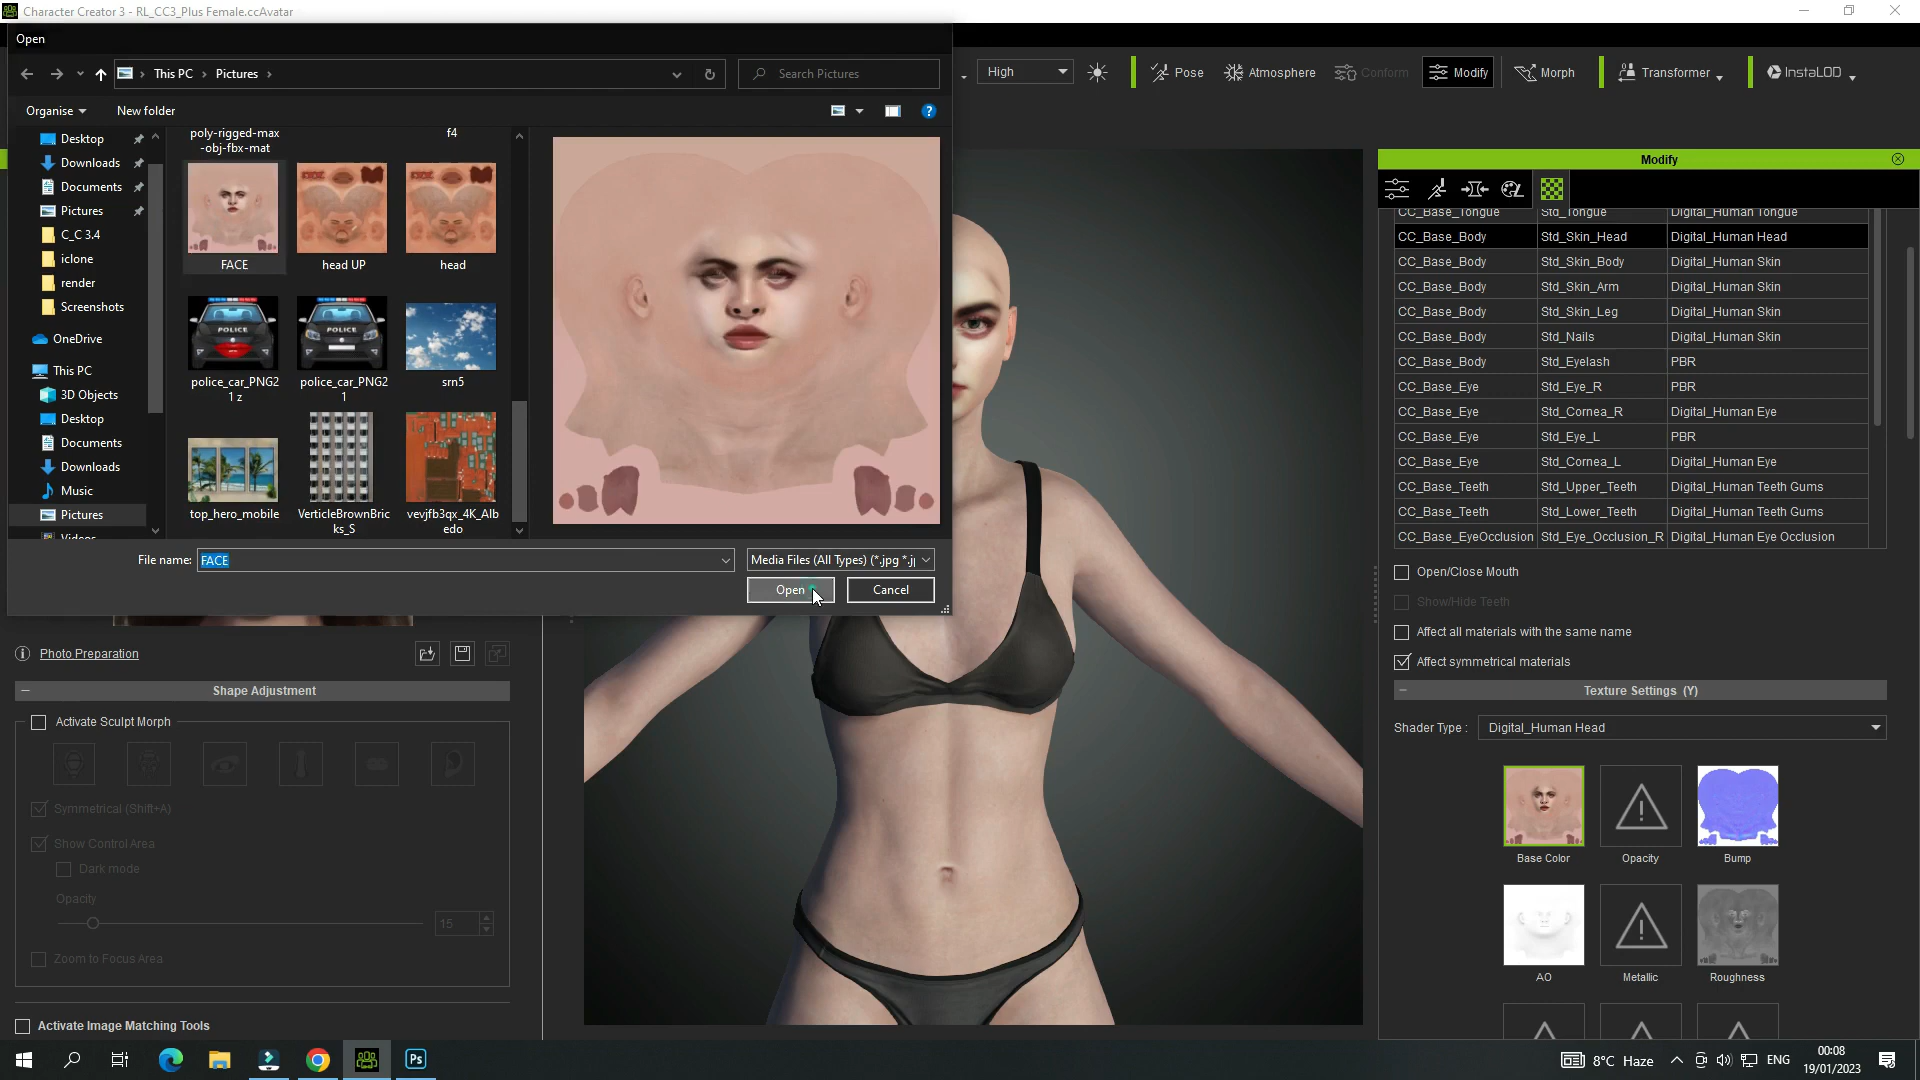 Character Creator 3 - RL_CC3_Plus Female.ccAvatar
Open
This PC
Pictures
Search Pictures
Organise
New folder
High
Pose
Atmosphere
Conform
Modify
Morph
Transformer
InstaLOD
Desktop
Downloads
Documents
Pictures
C_C 3.4
iclone
render
Screenshots
OneDrive
This PC
3D Objects
Desktop
Documents
Downloads
Music
Pictures
Videos
poly-rigged-max
-obj-fbx-mat
f4
FACE
head UP
head
POLICE
POLICE
police_car_PNG2
1 z
police_car_PNG2
1
srn5
top_hero_mobile
VerticleBrownBric
ks_S
vevjfb3qx_4K_Alb
edo
File name:
FACE
Media Files (All Types) (*.jpg *.j
Open
Cancel
Photo Preparation
Shape Adjustment
Activate Sculpt Morph
Symmetrical (Shift+A)
Show Control Area
Dark mode
Opacity
15
Zoom to Focus Area
Activate Image Matching Tools
Modify
CC_Base_Tongue Std_Tongue Digital_Human Tongue
CC_Base_Body Std_Skin_Head Digital_Human Head
CC_Base_Body Std_Skin_Body Digital_Human Skin
CC_Base_Body Std_Skin_Arm Digital_Human Skin
CC_Base_Body Std_Skin_Leg Digital_Human Skin
CC_Base_Body Std_Nails Digital_Human Skin
CC_Base_Body Std_Eyelash PBR
CC_Base_Eye Std_Eye_R PBR
CC_Base_Eye Std_Cornea_R Digital_Human Eye
CC_Base_Eye Std_Eye_L PBR
CC_Base_Eye Std_Cornea_L Digital_Human Eye
CC_Base_Teeth Std_Upper_Teeth Digital_Human Teeth Gums
CC_Base_Teeth Std_Lower_Teeth Digital_Human Teeth Gums
CC_Base_EyeOcclusion Std_Eye_Occlusion_R Digital_Human Eye Occlusion
Open/Close Mouth
Show/Hide Teeth
Affect all materials with the same name
Affect symmetrical materials
Texture Settings (Y)
Shader Type :
Digital_Human Head
Base Color
Opacity
Bump
AO
Metallic
Roughness
Ps
8°C Haze
ENG
00:08
19/01/2023